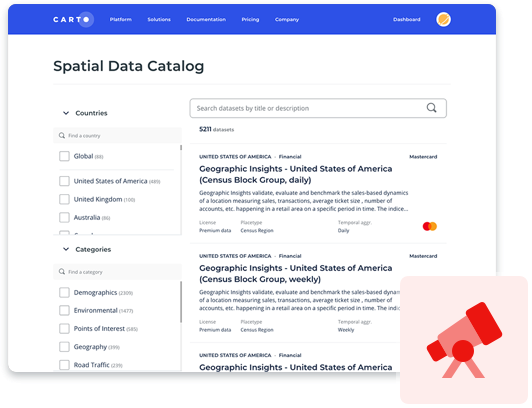 CARTO
Platform Solutions Documentation Pricing Company Dashboard
Spatial Data Catalog
Countries
Find a country
Global (88)
United States of America (469)
United Kingdom (100)
Australia (86)
Categories
Find a category
Demographics (2309)
Environmental (1477)
Points of Interest (585)
Geography (399)
Road Traffic (239)
Search datasets by title or description
5211 datasets
UNITED STATES OF AMERICA · Financial Mastercard
Geographic Insights - United States of America
(Census Block Group, daily)
Geographic Insights validate, evaluate and benchmark the sales-based dynamics
of a location measuring sales, transactions, average ticket size , number of
accounts, etc. happening in a retail area on a specific period in time. The indice...
License Placetype Temporal aggr.
Premium data Census Region Daily
UNITED STATES OF AMERICA · Financial Mastercard
Geographic Insights - United States of America
(Census Block Group, weekly)
Geographic Insights validate, evaluate and benchmark the sales-based
of a location measuring sales, transactions, average ticket size , number of
accounts, etc. happening in a retail area on a specific period in time. The
License Placetype Temporal aggr.
Premium data Census Region Weekly
UNITED STATES OF AMERICA · Financial
Geographic Insights - United States of America